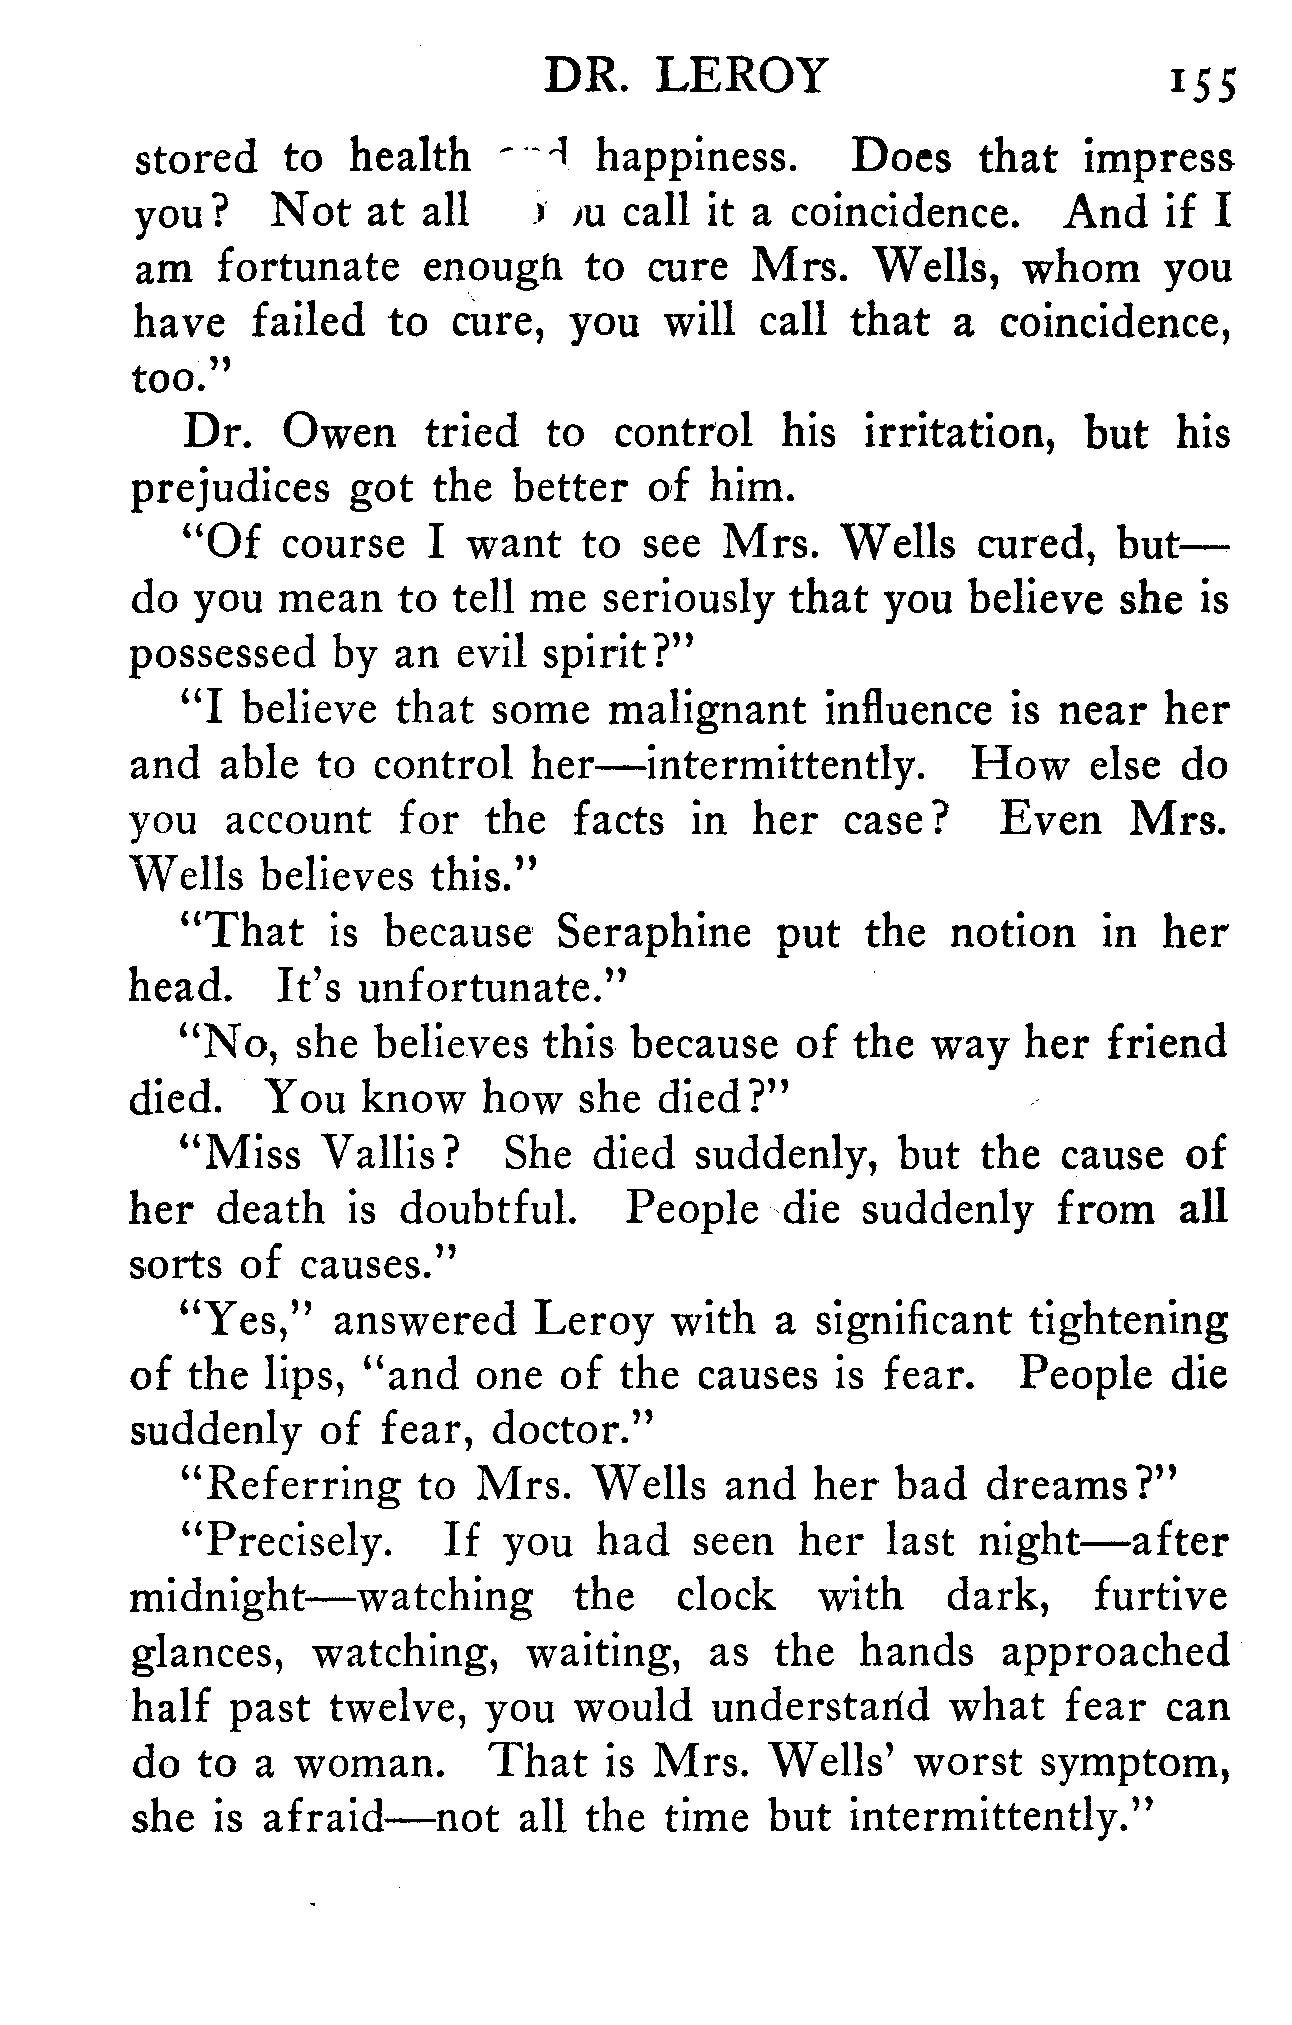 DR. LEROY 155
stored to health happiness. Does that impress
you? Not at all call it a coincidence. And if I
am fortunate enough to cure Mrs. Wells, whom you
have failed to cure, you will call that a coincidence,
too."
Dr. Owen tried to control his irritation, but his
prejudices got the better of him.
"Of course I want to see Mrs. Wells cured, but—
do you mean to tell me seriously that you believe she is
possessed by an evil spirit?"
"I believe that some malignant influence is near her
and able to control her—intermittently. How else do
you account for the facts in her case? Even Mrs.
Wells believes this."
"That is because Seraphine put the notion in her
head. It's unfortunate."
"No, she believes this because of the way her friend
died. You know how she died?"
"Miss Vallis? She died suddenly, but the cause of
her death is doubtful. People die suddenly from all
sorts of causes."
"Yes," answered Leroy with a significant tightening
of the lips, "and one of the causes is fear. People die
suddenly of fear, doctor."
"Referring to Mrs. Wells and her bad dreams?"
"Precisely. If you had seen her last night—after
midnight—watching the clock with dark, furtive
glances, watching, waiting, as the hands approached
half past twelve, you would understand what fear can
do to a woman. That is Mrs. Wells' worst symptom,
she is afraid—not all the time but intermittently."